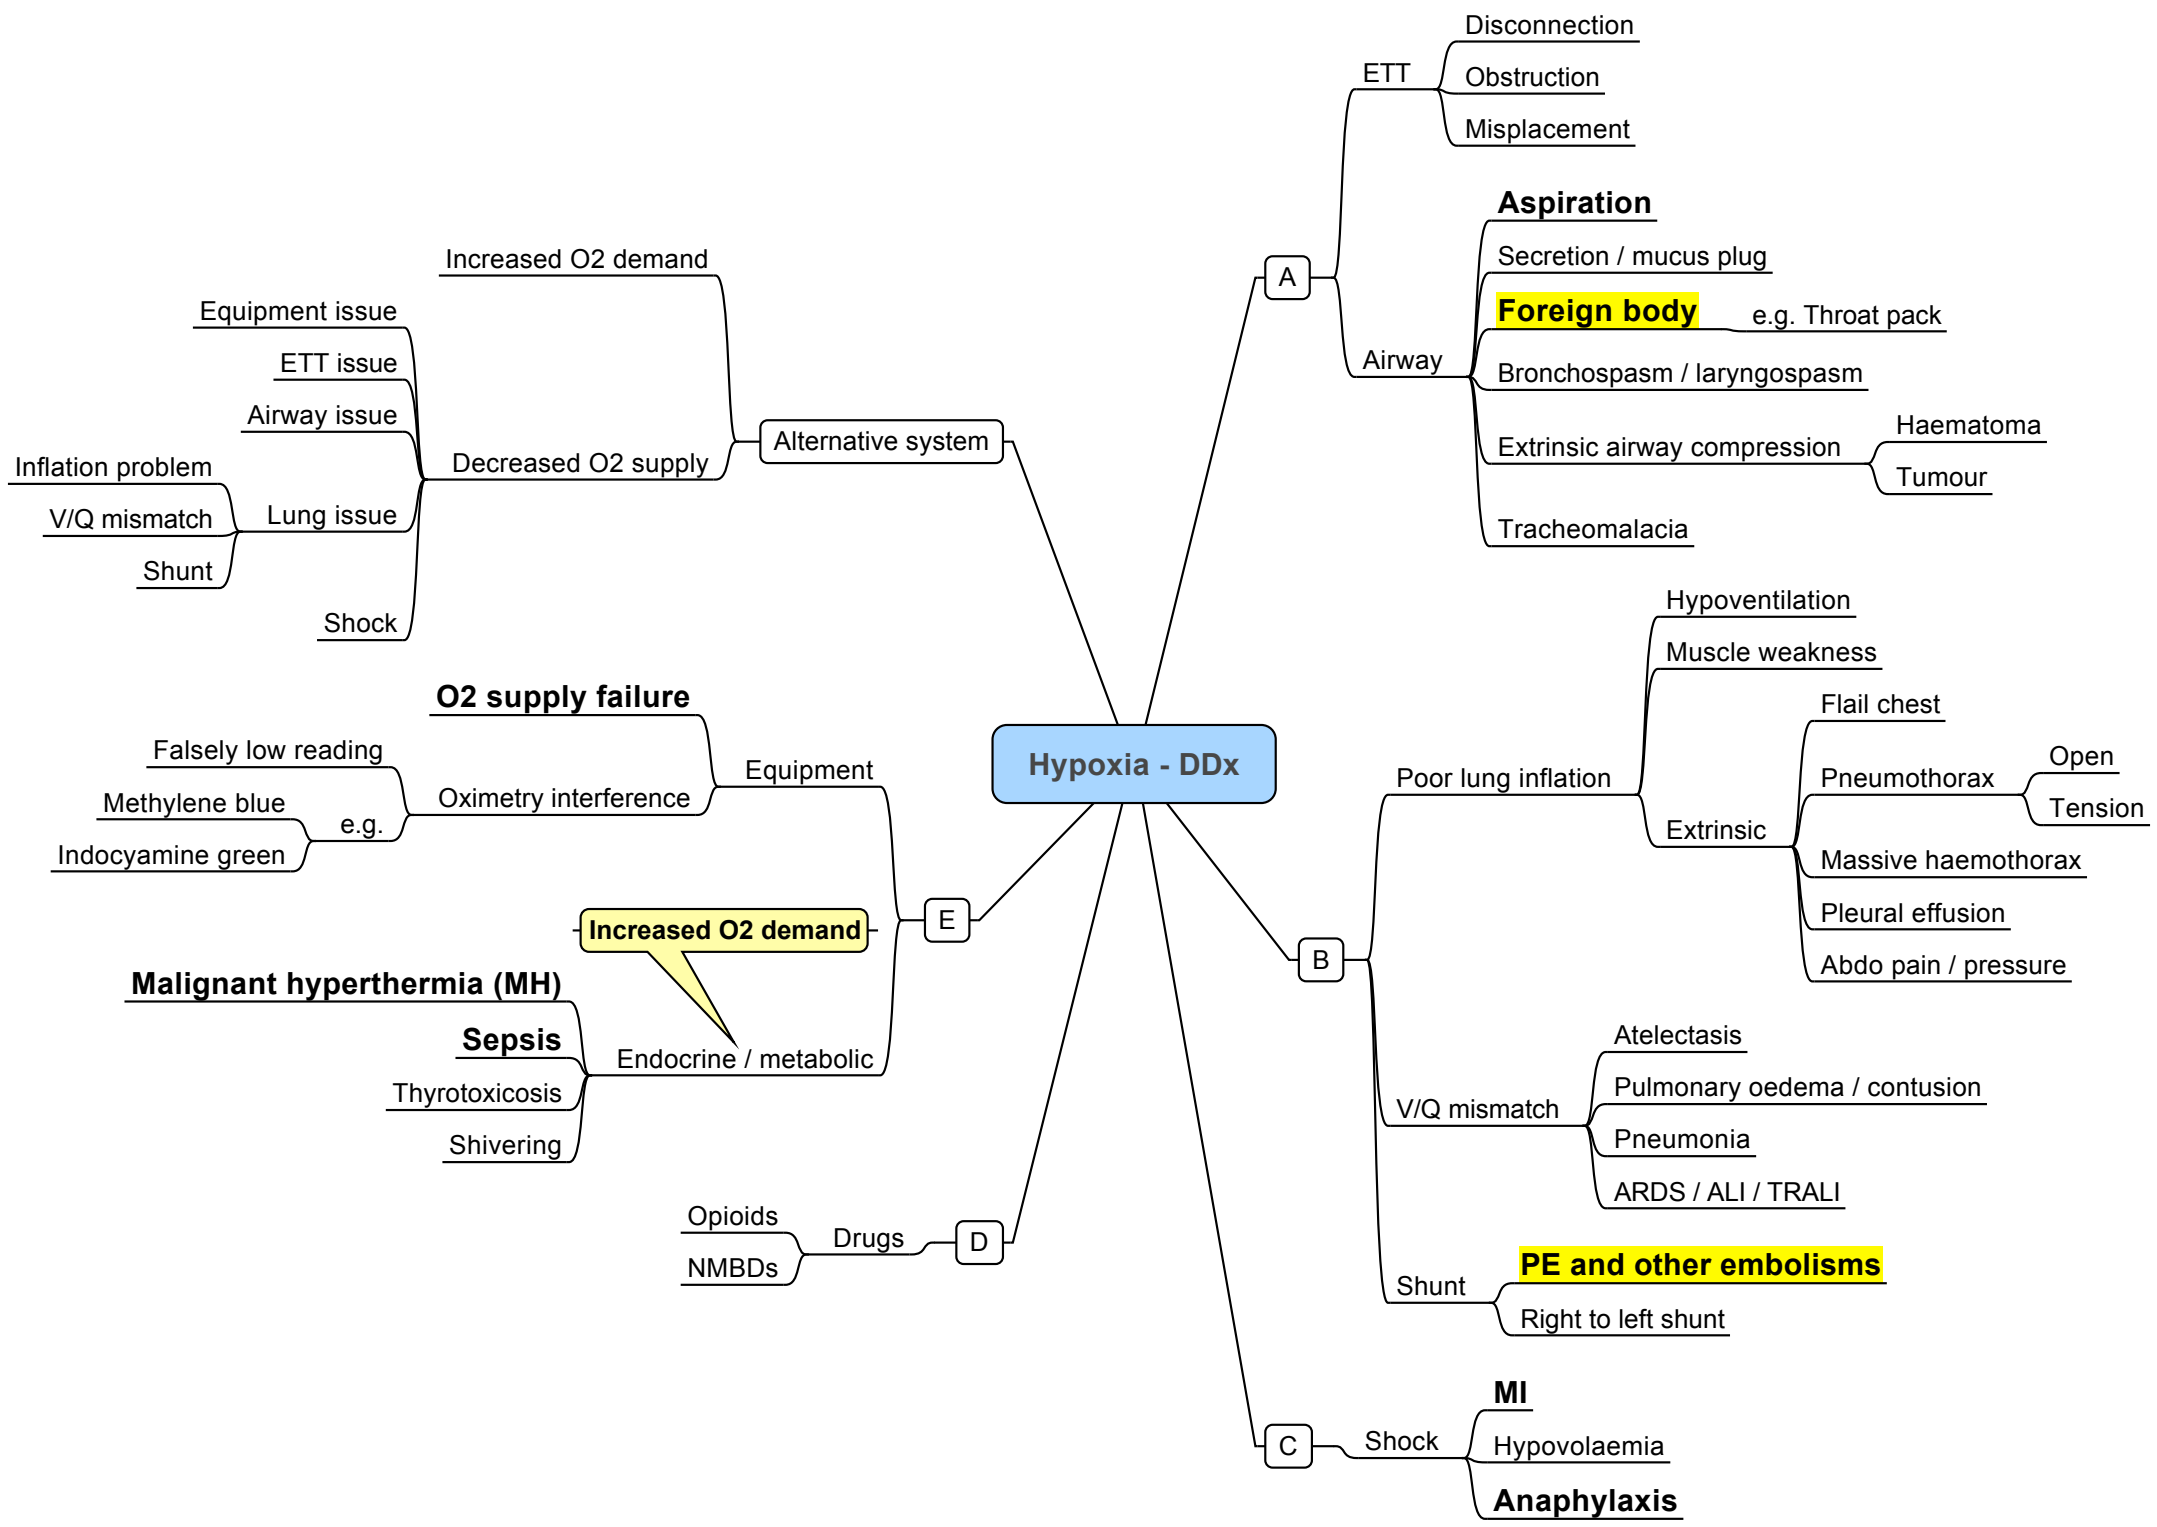 Hypoxia - DDx
A
ETT
Disconnection
Obstruction
Misplacement
Airway
Aspiration
Secretion / mucus plug
Foreign body
e.g. Throat pack
Bronchospasm / laryngospasm
Extrinsic airway compression
Haematoma
Tumour
Tracheomalacia
B
Poor lung inflation
Hypoventilation
Muscle weakness
Extrinsic
Flail chest
Pneumothorax
Open
Tension
Massive haemothorax
Pleural effusion
Abdo pain / pressure
V/Q mismatch
Atelectasis
Pulmonary oedema / contusion
Pneumonia
ARDS / ALI / TRALI
Shunt
PE and other embolisms
Right to left shunt
C
Shock
MI
Hypovolaemia
Anaphylaxis
D
Drugs
Opioids
NMBDs
E
Equipment
O2 supply failure
Oximetry interference
Falsely low reading
e.g.
Methylene blue
Indocyamine green
Increased O2 demand
Endocrine / metabolic
Malignant hyperthermia (MH)
Sepsis
Thyrotoxicosis
Shivering
Alternative system
Increased O2 demand
Decreased O2 supply
Equipment issue
ETT issue
Airway issue
Lung issue
Inflation problem
V/Q mismatch
Shunt
Shock